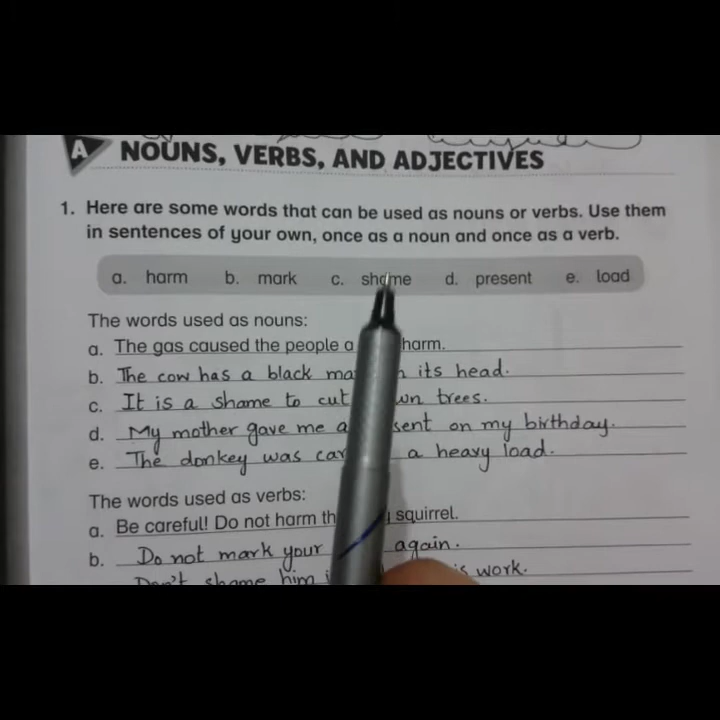 A NOUNS, VERBS, AND ADJECTIVES
1. Here are some words that can be used as nouns or verbs. Use them
in sentences of your own, once as a noun and once as a verb.
a. harm b. mark c. shame d. present e. load
The words used as nouns:
a. The gas caused the people a harm.
b. The cow has a black its head.
c. It is a shame to cut trees.
d. My mother gave me on my birthday.
e. The donkey was a heavy load.
The words used as verbs:
a. Be careful! Do not harm squirrel.
b. Do not mark your again.
Don't shame him work.